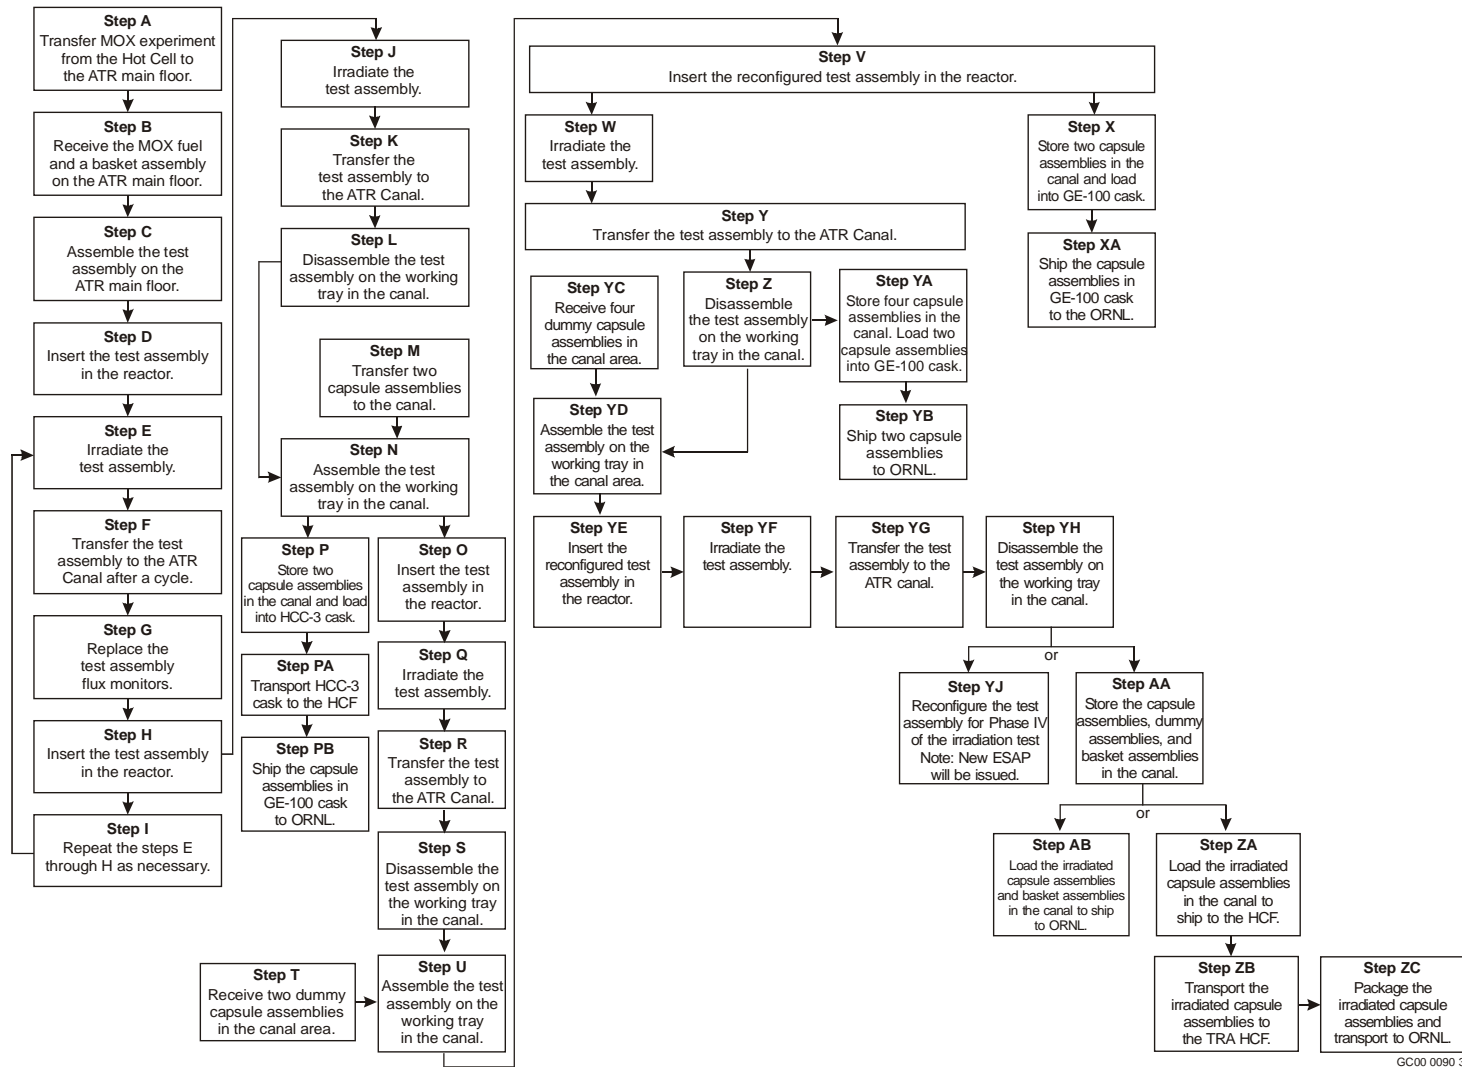 Step A
Transfer MOX experiment
from the Hot Cell to
the ATR main floor.
Step B
Receive the MOX fuel
and a basket assembly
on the ATR main floor.
Step C
Assemble the test
assembly on the
ATR main floor.
Step D
Insert the test assembly
in the reactor.
Step E
Irradiate the
test assembly.
Step F
Transfer the test
assembly to the ATR
Canal after a cycle.
Step G
Replace the
test assembly
flux monitors.
Step H
Insert the test assembly
in the reactor.
Step I
Repeat the steps E
through H as necessary.
Step J
Irradiate the
test assembly.
Step K
Transfer the
test assembly to
the ATR Canal.
Step L
Disassemble the test
assembly on the working
tray in the canal.
Step M
Transfer two
capsule assemblies
to the canal.
Step N
Assemble the test
assembly on the working
tray in the canal.
Step P
Store two
capsule assemblies
in the canal and load
into HCC-3 cask.
Step PA
Transport HCC-3
cask to the HCF
Step PB
Ship the capsule
assemblies in
GE-100 cask
to ORNL.
Step O
Insert the test
assembly in
the reactor.
Step Q
Irradiate the
test assembly.
Step R
Transfer the test
assembly to
the ATR Canal.
Step S
Disassemble the
test assembly on
the working tray
in the canal.
Step T
Receive two dummy
capsule assemblies
in the canal area.
Step U
Assemble the test
assembly on the
working tray
in the canal.
Step V
Insert the reconfigured test assembly in the reactor.
Step W
Irradiate the
test assembly.
Step X
Store two capsule
assemblies in the
canal and load
into GE-100 cask.
Step XA
Ship the capsule
assemblies in
GE-100 cask
to the ORNL.
Step Y
Transfer the test assembly to the ATR Canal.
Step YC
Receive four
dummy capsule
assemblies in
the canal area.
Step Z
Disassemble
the test assembly
on the working
tray in the canal.
Step YA
Store four capsule
assemblies in the
canal. Load two
capsule assemblies
into GE-100 cask.
Step YB
Ship two capsule
assemblies
to ORNL.
Step YD
Assemble the test
assembly on the
working tray in
the canal area.
Step YE
Insert the
reconfigured test
assembly in
the reactor.
Step YF
Irradiate the
test assembly.
Step YG
Transfer the test
assembly to the
ATR canal.
Step YH
Disassemble the
test assembly on
the working tray
in the canal.
or
Step YJ
Reconfigure the test
assembly for Phase IV
of the irradiation test
Note: New ESAP
will be issued.
Step AA
Store the capsule
assemblies, dummy
assemblies, and
basket assemblies
in the canal.
or
Step AB
Load the irradiated
capsule assemblies
and basket assemblies
in the canal to ship
to ORNL.
Step ZA
Load the irradiated
capsule assemblies
in the canal to
ship to the HCF.
Step ZB
Transport the
irradiated capsule
assemblies to
the TRA HCF.
Step ZC
Package the
irradiated capsule
assemblies and
transport to ORNL.
GC00 0090 3